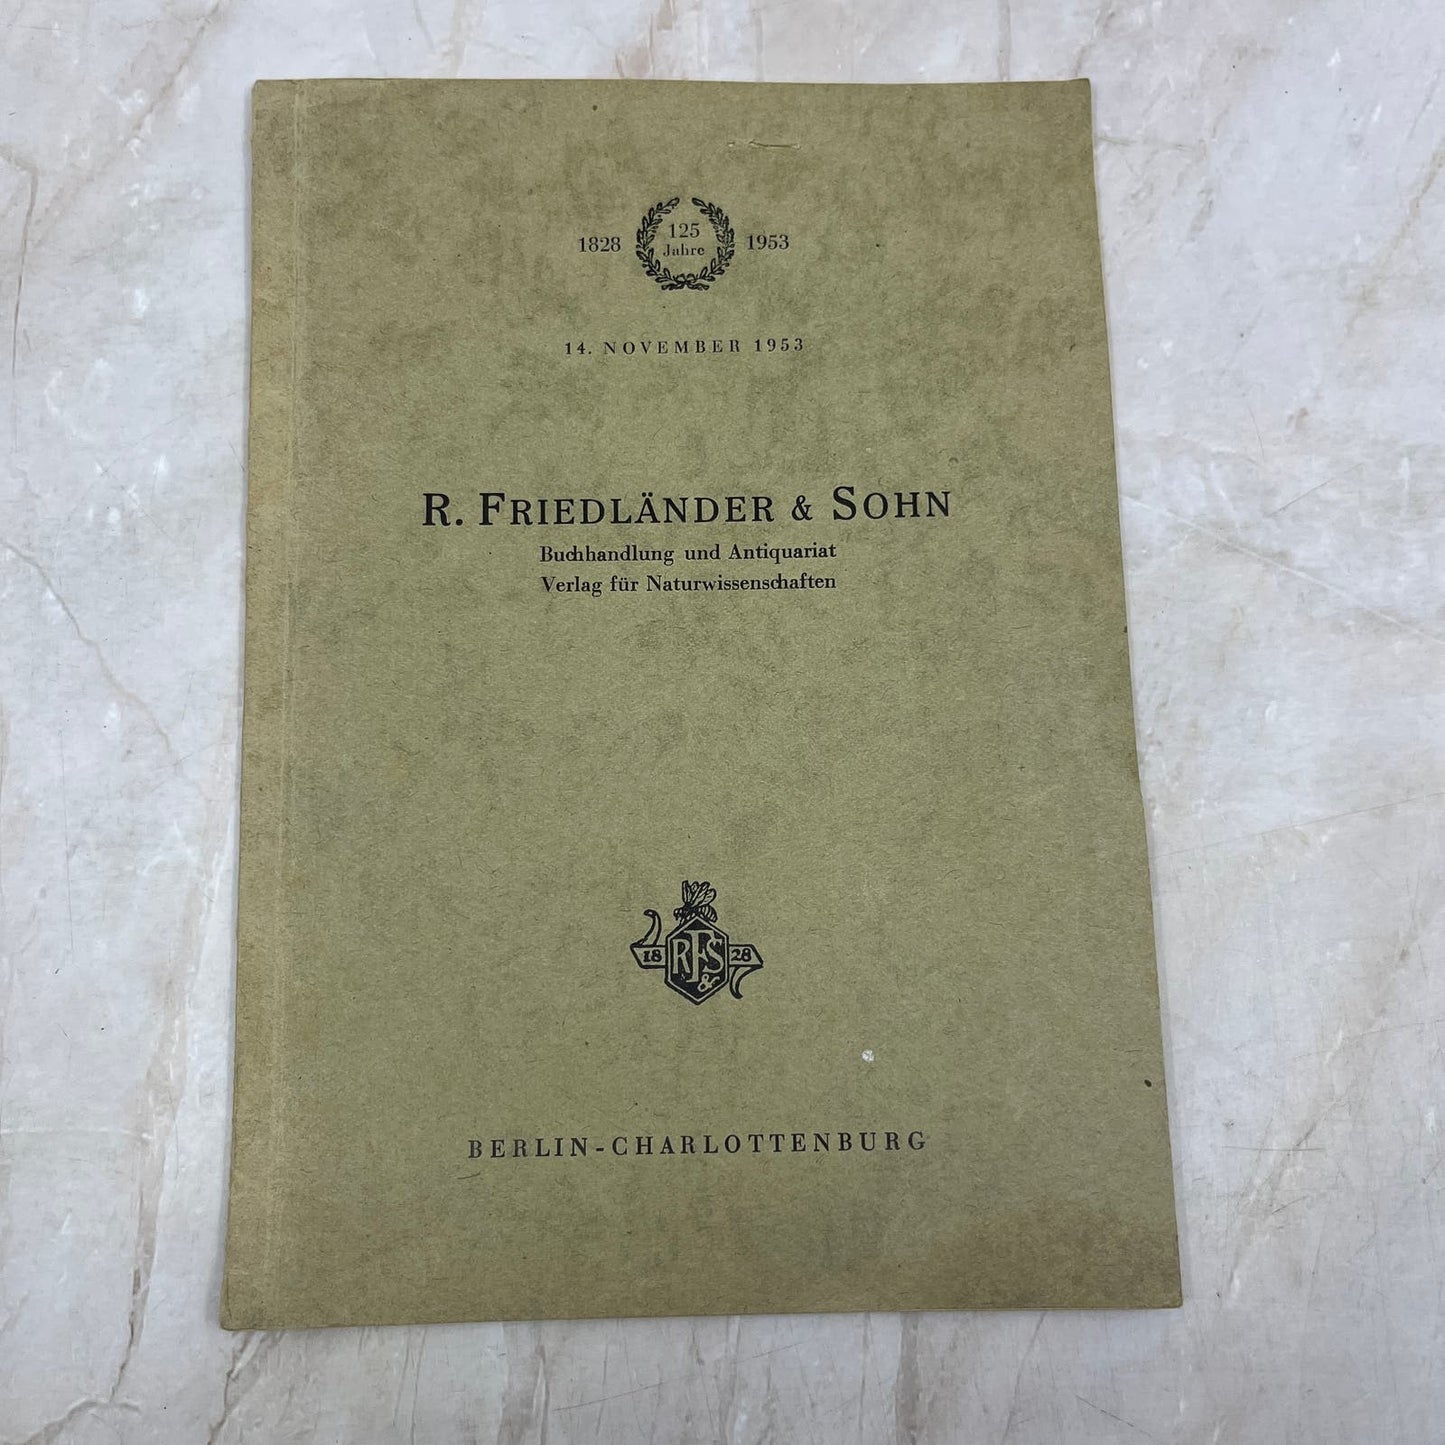 1828 125 Jahre 1953
14. NOVEMBER 1953
R. FRIEDLÄNDER & SOHN
Buchhandlung und Antiquariat
Verlag für Naturwissenschaften
18 RF&S 28
BERLIN-CHARLOTTENBURG